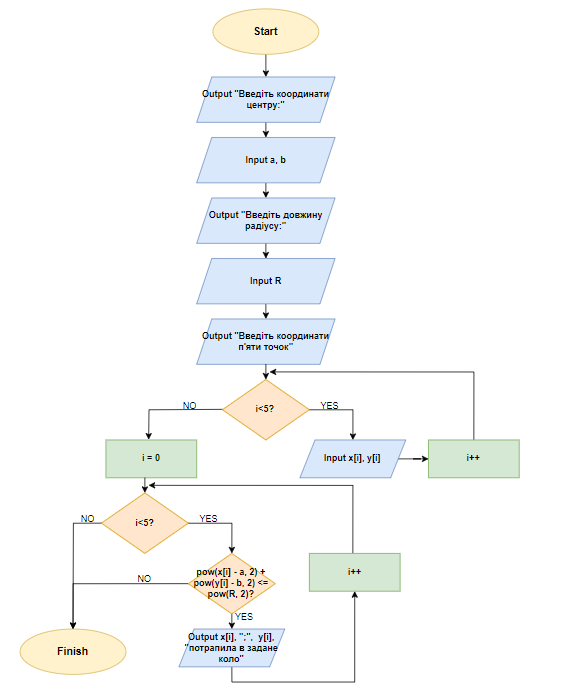 Start
Output "Введіть координати
центру:"
Input a, b
Output "Введіть довжину
радіусу:"
Input R
Output "Введіть координати
п'яти точок"
NO
i<5?
YES
i = 0
Input x[i], y[i]
i++
NO
i<5?
YES
NO
pow(x[i] - a, 2) +
pow(y[i] - b, 2) <=
pow(R, 2)?
i++
YES
Output x[i], ";", y[i],
"потрапила в задане
коло"
Finish